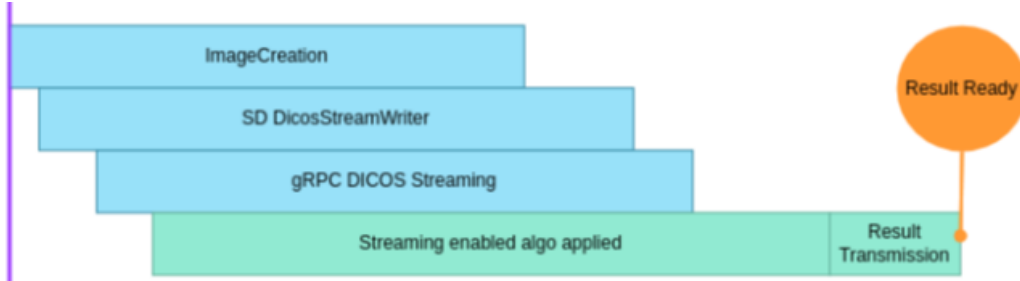 ImageCreation
Result Ready
SD DicosStreamWriter
gRPC DICOS Streaming
Streaming enabled algo applied
Result
Transmission